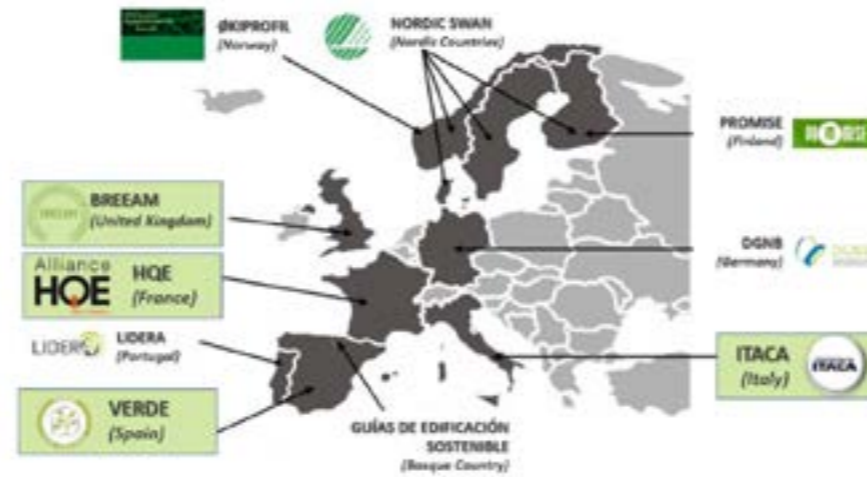 ØKIPROFIL
(Norway)
NORDIC SWAN
(Nordic Countries)
PROMISE
(Finland)
BREEAM
(United Kingdom)
DGNB
(Germany)
Alliance
HQE
HQE
(France)
LIDER
LIDERA
(Portugal)
ITACA
(Italy)
ITACA
VERDE
(Spain)
GUÍAS DE EDIFICACIÓN
SOSTENIBLE
(Basque Country)